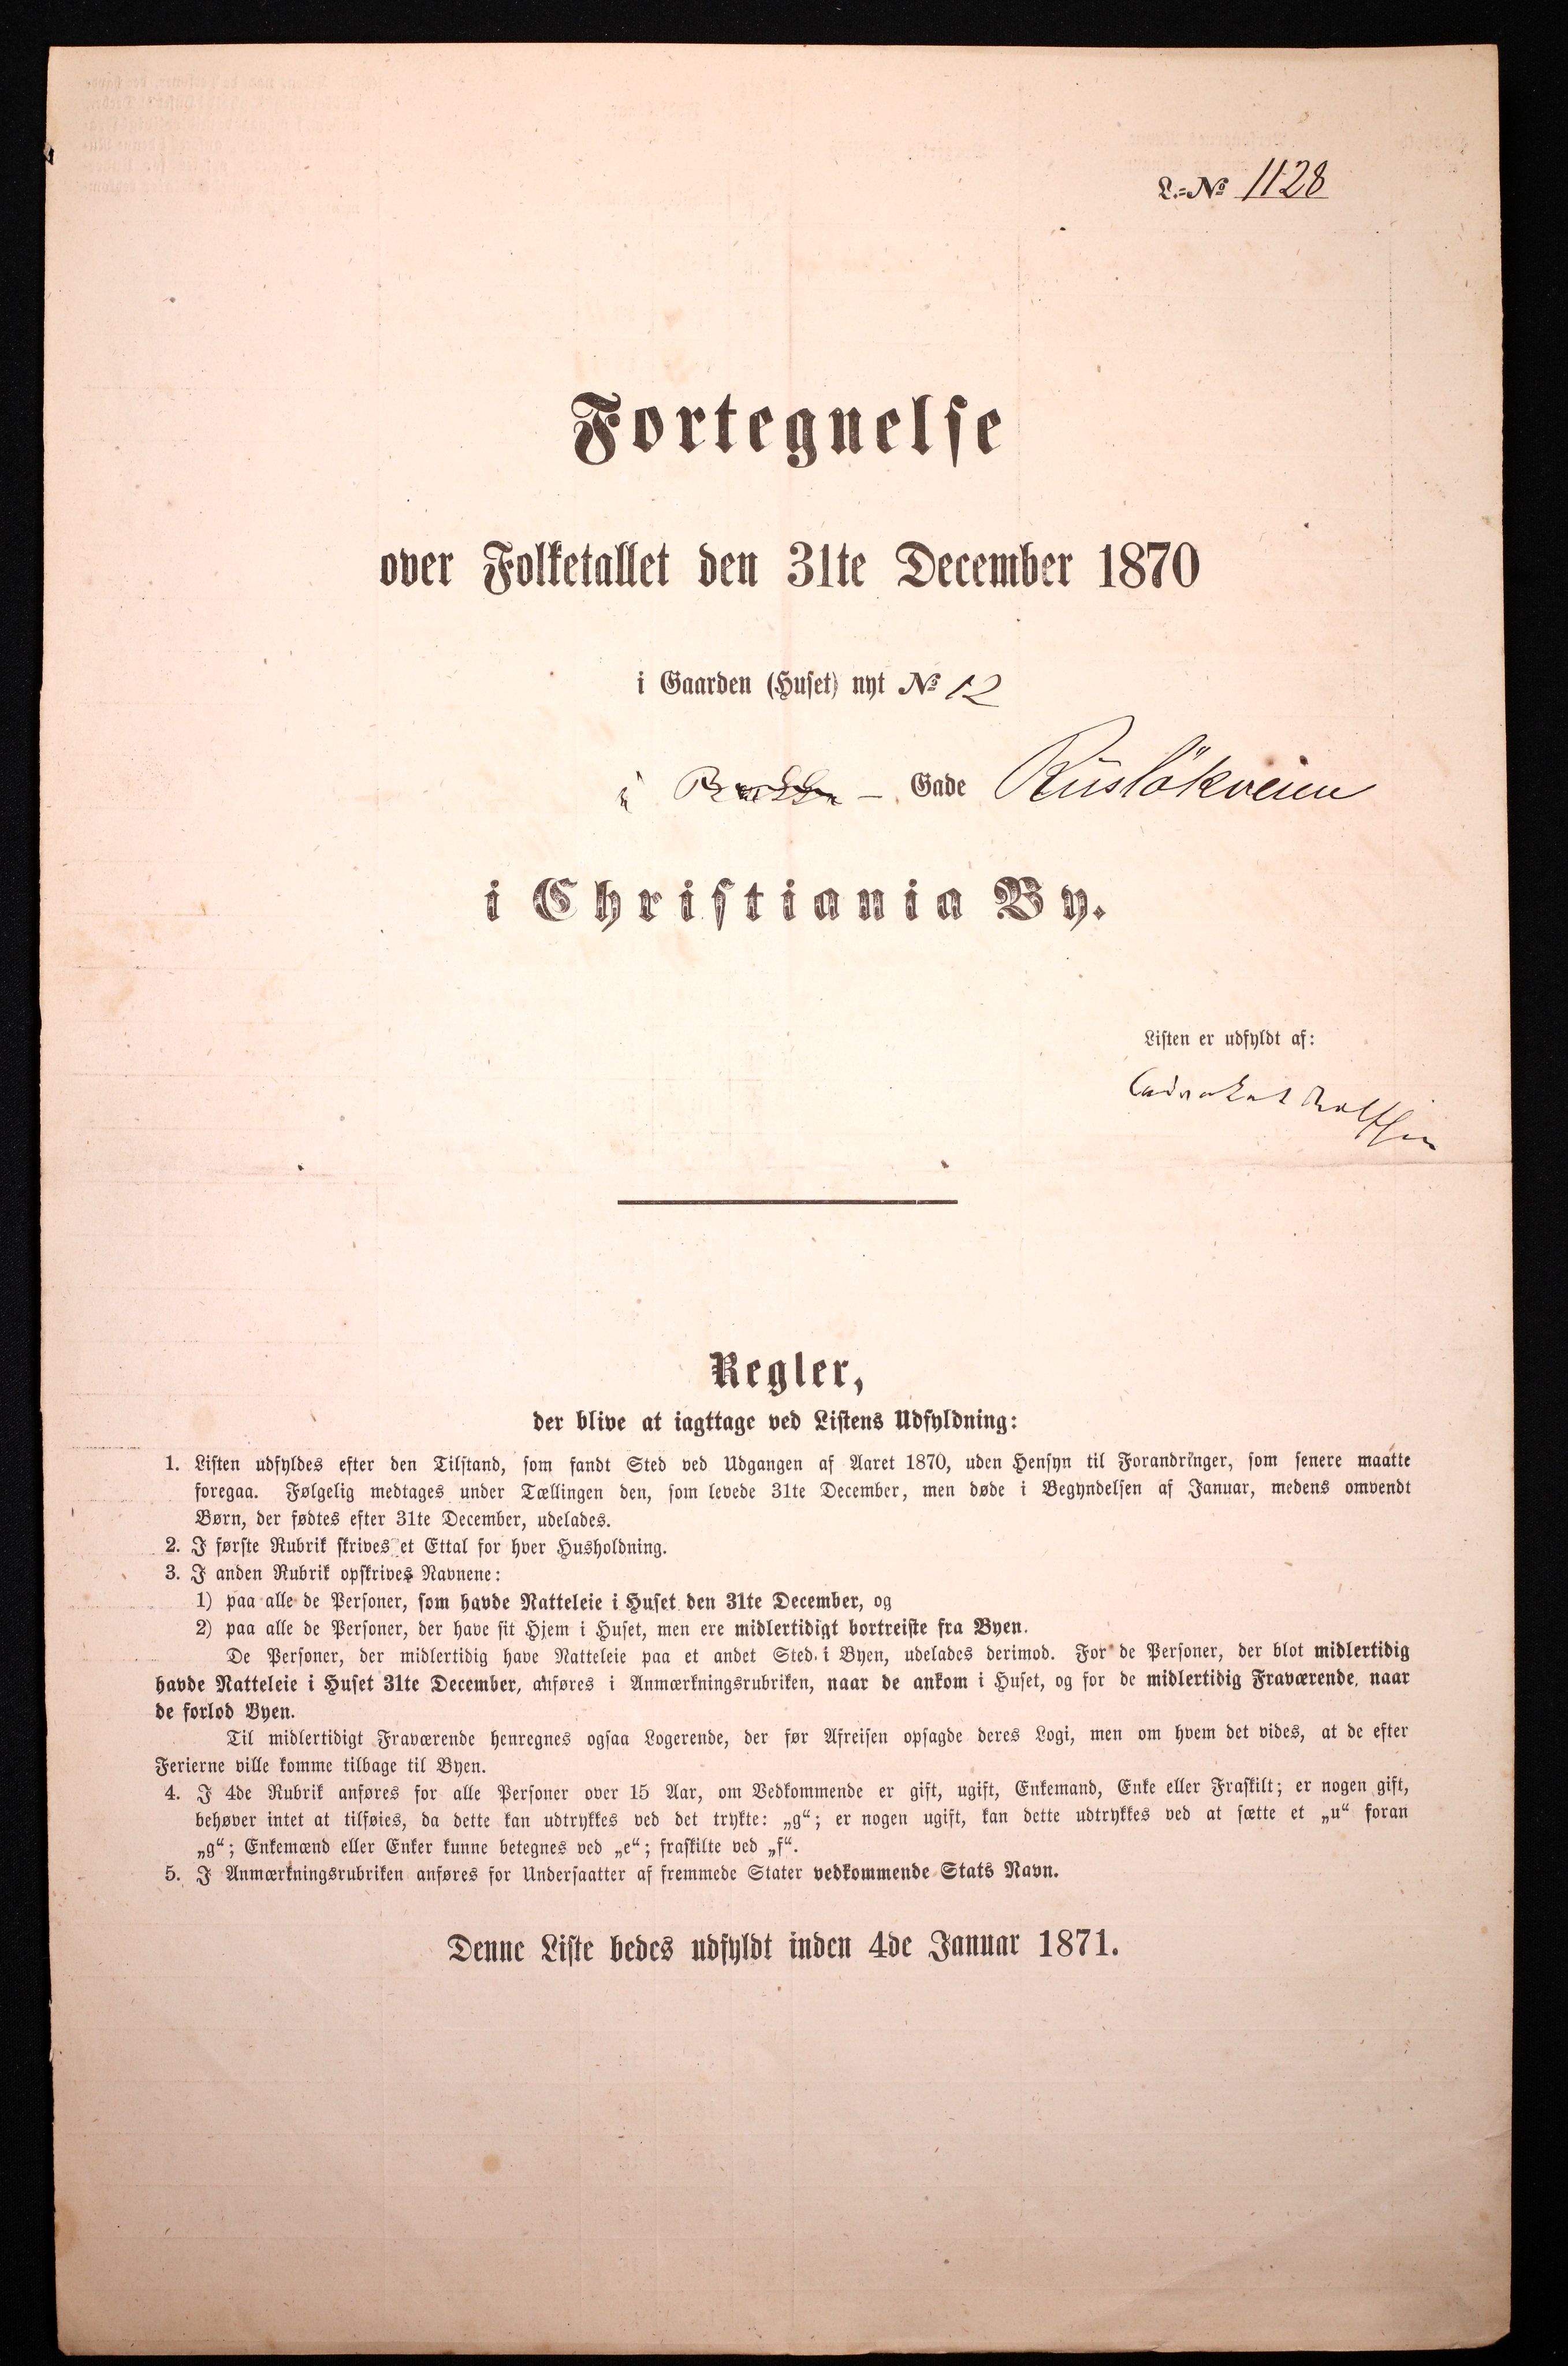 L.-No 1128
Fortegnelse
over Folketallet den 31te December 1870
i Gaarden (Huset) nyt No 12
i — Gade Rusløkveien
i Christiania By.
Listen er udfyldt af:
Advokat
Regler,
der blive at iagttage ved Listens Udfyldning:
1. Listen udfyldes efter den Tilstand, som fandt Sted ved Udgangen af Aaret 1870, uden Hensyn til Forandringer, som senere maatte
foregaa. Følgelig medtages under Tællingen den, som levede 31te December, men døde i Begyndelsen af Januar, medens omvendt
Børn, der fødtes efter 31te December, udelades.
2. I første Rubrik skrives et Ettal for hver Husholdning.
3. I anden Rubrik opskrives Navnene:
1) paa alle de Personer, som havde Natteleie i Huset den 31te December, og
2) paa alle de Personer, der have sit Hjem i Huset, men ere midlertidigt bortreiste fra Byen.
De Personer, der midlertidig have Natteleie paa et andet Sted i Byen, udelades derimod. For de Personer, der blot midlertidig
havde Natteleie i Huset 31te December, anføres i Anmærkningsrubriken, naar de ankom i Huset, og for de midlertidig Fraværende, naar
de forlod Byen.
Til midlertidigt Fraværende henregnes ogsaa Logerende, der før Afreisen opsagde deres Logi, men om hvem det vides, at de efter
Ferierne ville komme tilbage til Byen.
4. I 4de Rubrik anføres for alle Personer over 15 Aar, om Vedkommende er gift, ugift, Enkemand, Enke eller Fraskilt; er nogen gift,
behøver intet at tilføies, da dette kan udtrykkes ved det trykte: „g“; er nogen ugift, kan dette udtrykkes ved at sætte et „u“ foran
„g“; Enkemænd eller Enker kunne betegnes ved „e“; fraskilte ved „f“.
5. I Anmærkningsrubriken anføres for Undersaatter af fremmede Stater vedkommende Stats Navn.
Denne Liste bedes udfyldt inden 4de Januar 1871.